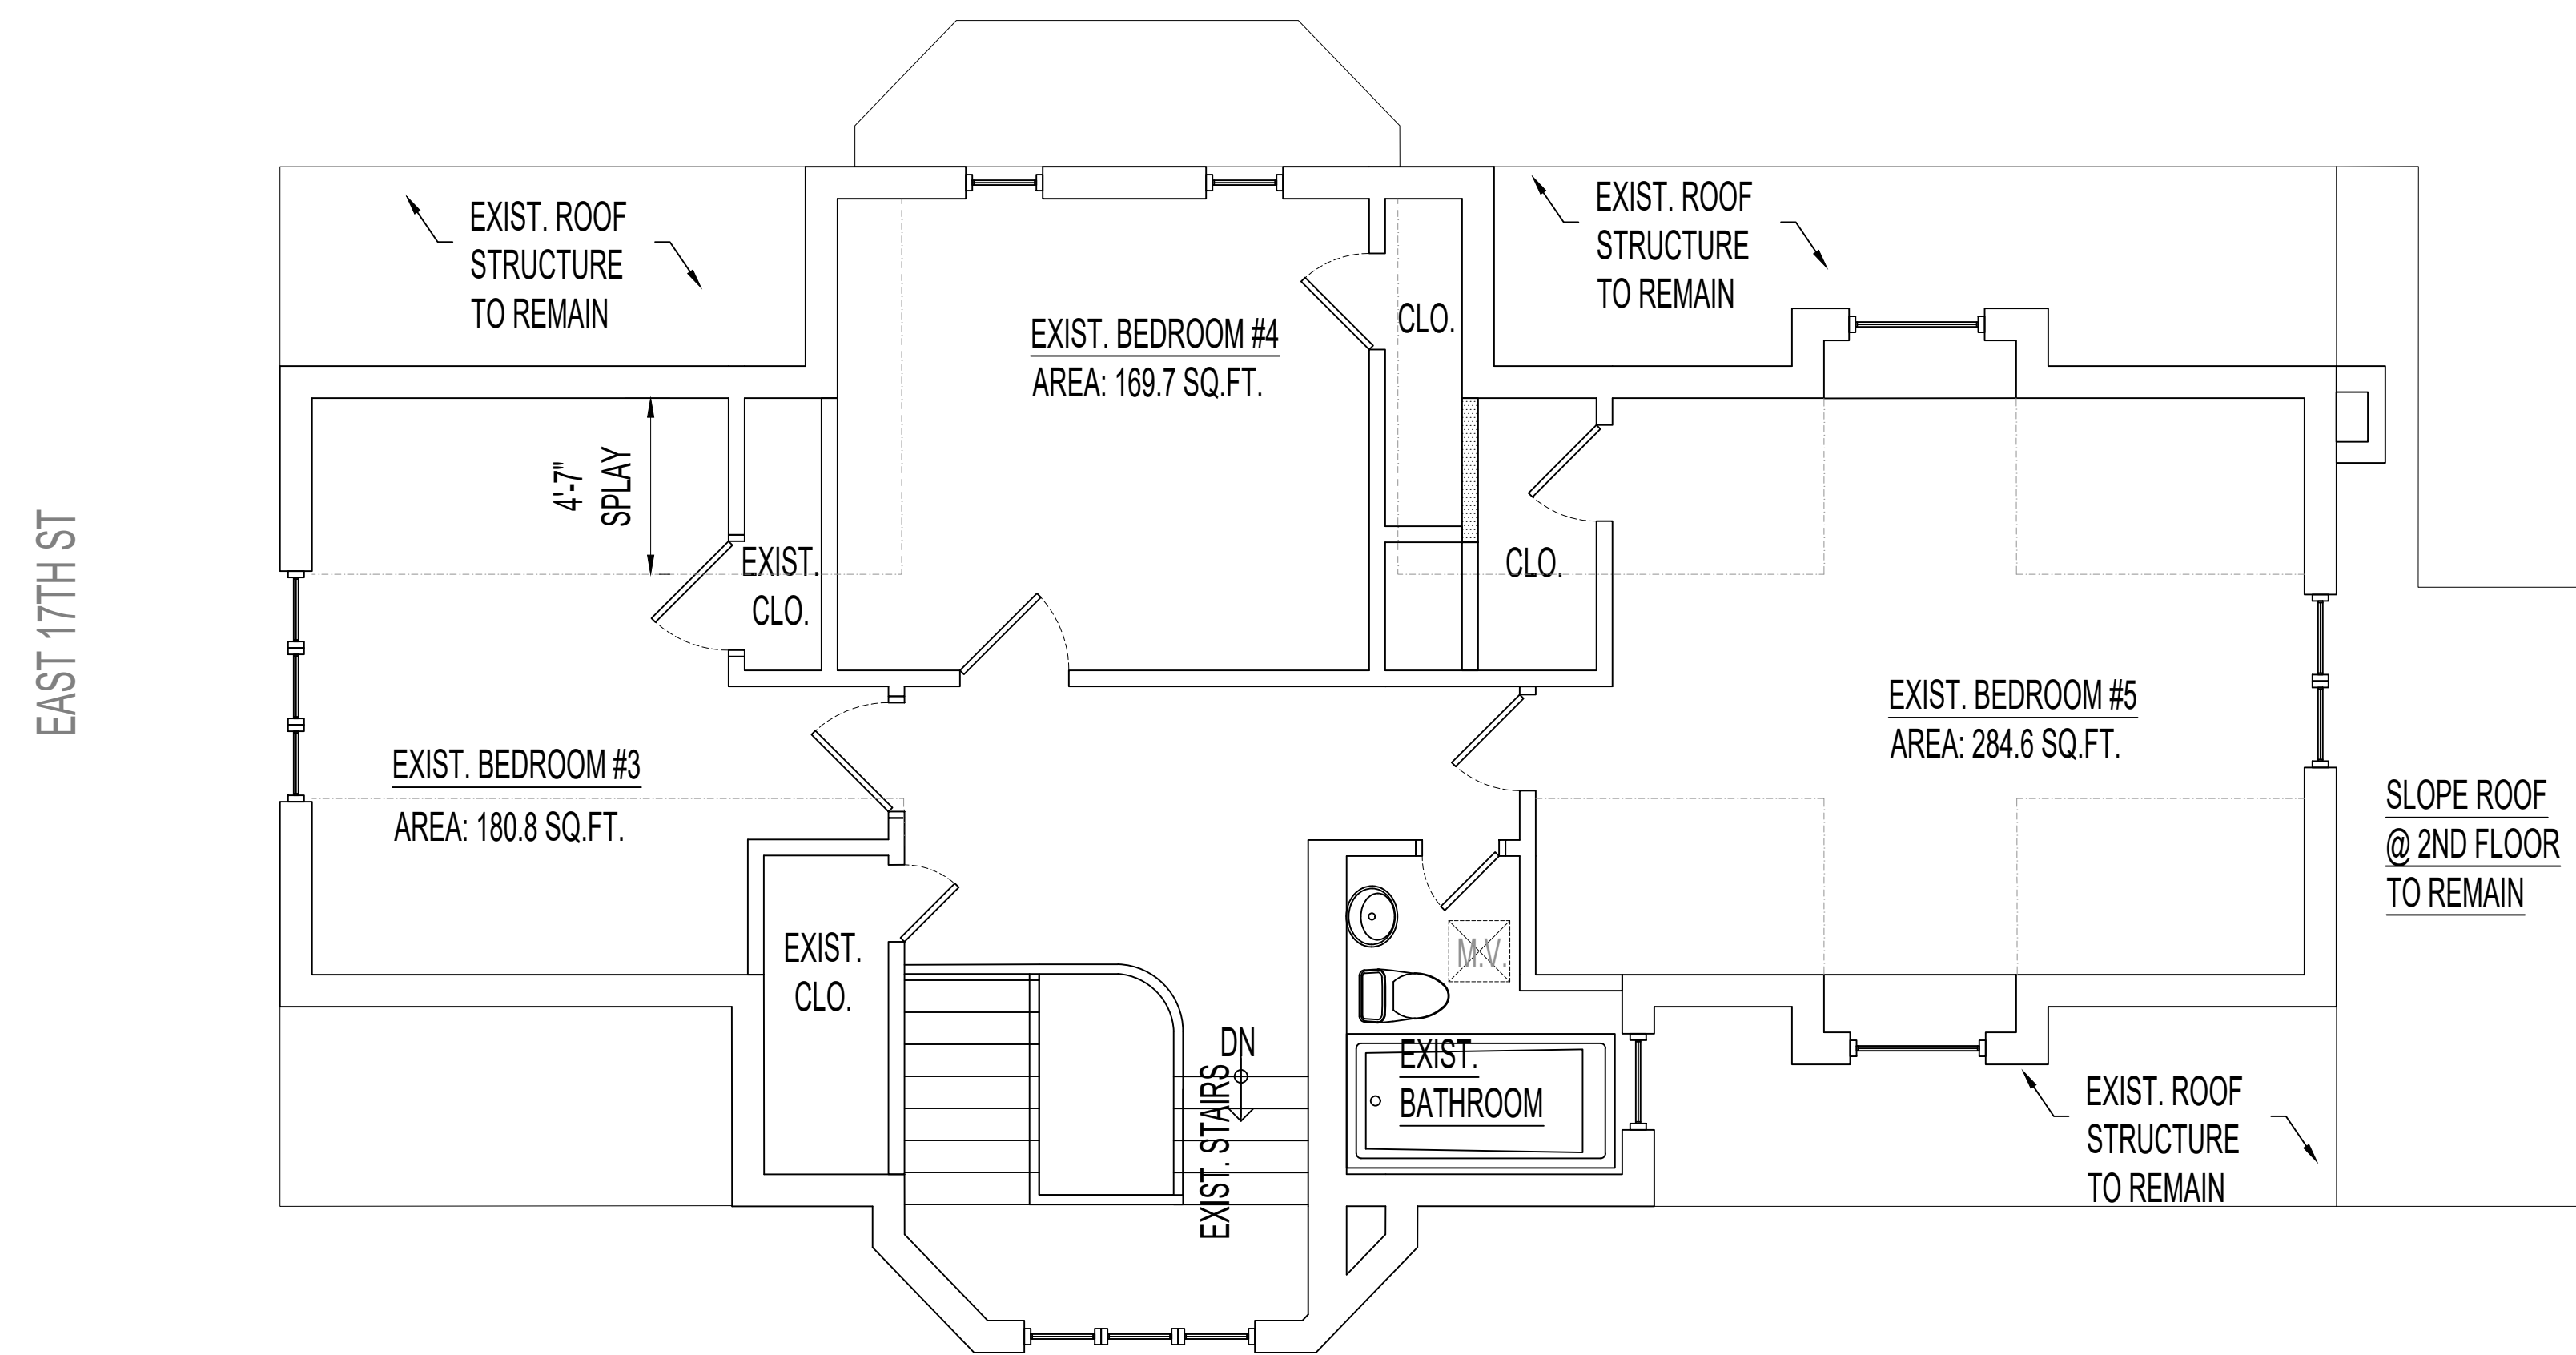 EXIST. ROOF
STRUCTURE
TO REMAIN
EXIST. ROOF
STRUCTURE
TO REMAIN
EXIST. BEDROOM #4
AREA: 169.7 SQ.FT.
CLO.
4'-7"
SPLAY
EXIST.
CLO.
CLO.
EAST 17TH ST
EXIST. BEDROOM #3
AREA: 180.8 SQ.FT.
EXIST. BEDROOM #5
AREA: 284.6 SQ.FT.
SLOPE ROOF
@ 2ND FLOOR
TO REMAIN
EXIST.
CLO.
M.V.
DN
EXIST. STAIRS
EXIST.
BATHROOM
EXIST. ROOF
STRUCTURE
TO REMAIN